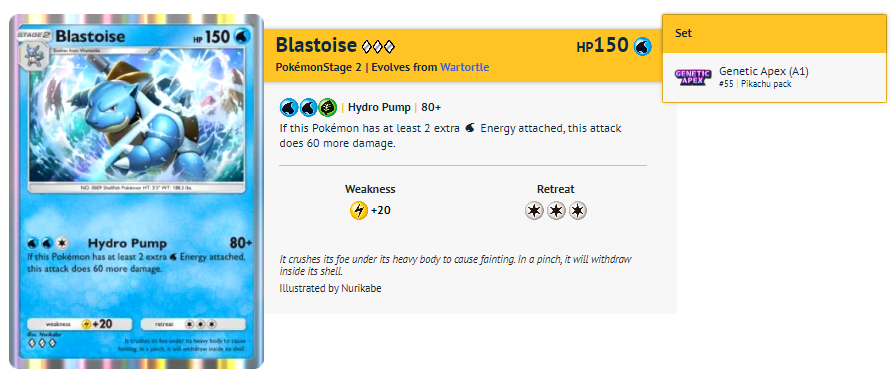 STAGE 2 Blastoise HP 150
Evolves from Wartortle
NO. 0009 Shellfish Pokémon HT: 5'3" WT: 188.5 lbs.
Hydro Pump 80+
If this Pokémon has at least 2 extra Energy attached,
this attack does 60 more damage.
weakness +20 retreat
Illus. Nurikabe
It crushes its foe under its heavy body to cause
fainting. In a pinch, it will withdraw inside its shell.
Blastoise HP150
PokémonStage 2 | Evolves from Wartortle
| Hydro Pump | 80+
If this Pokémon has at least 2 extra Energy attached, this attack
does 60 more damage.
Weakness Retreat
+20
It crushes its foe under its heavy body to cause fainting. In a pinch, it will withdraw
inside its shell.
Illustrated by Nurikabe
Set
GENETIC APEX
Genetic Apex (A1)
#55 | Pikachu pack